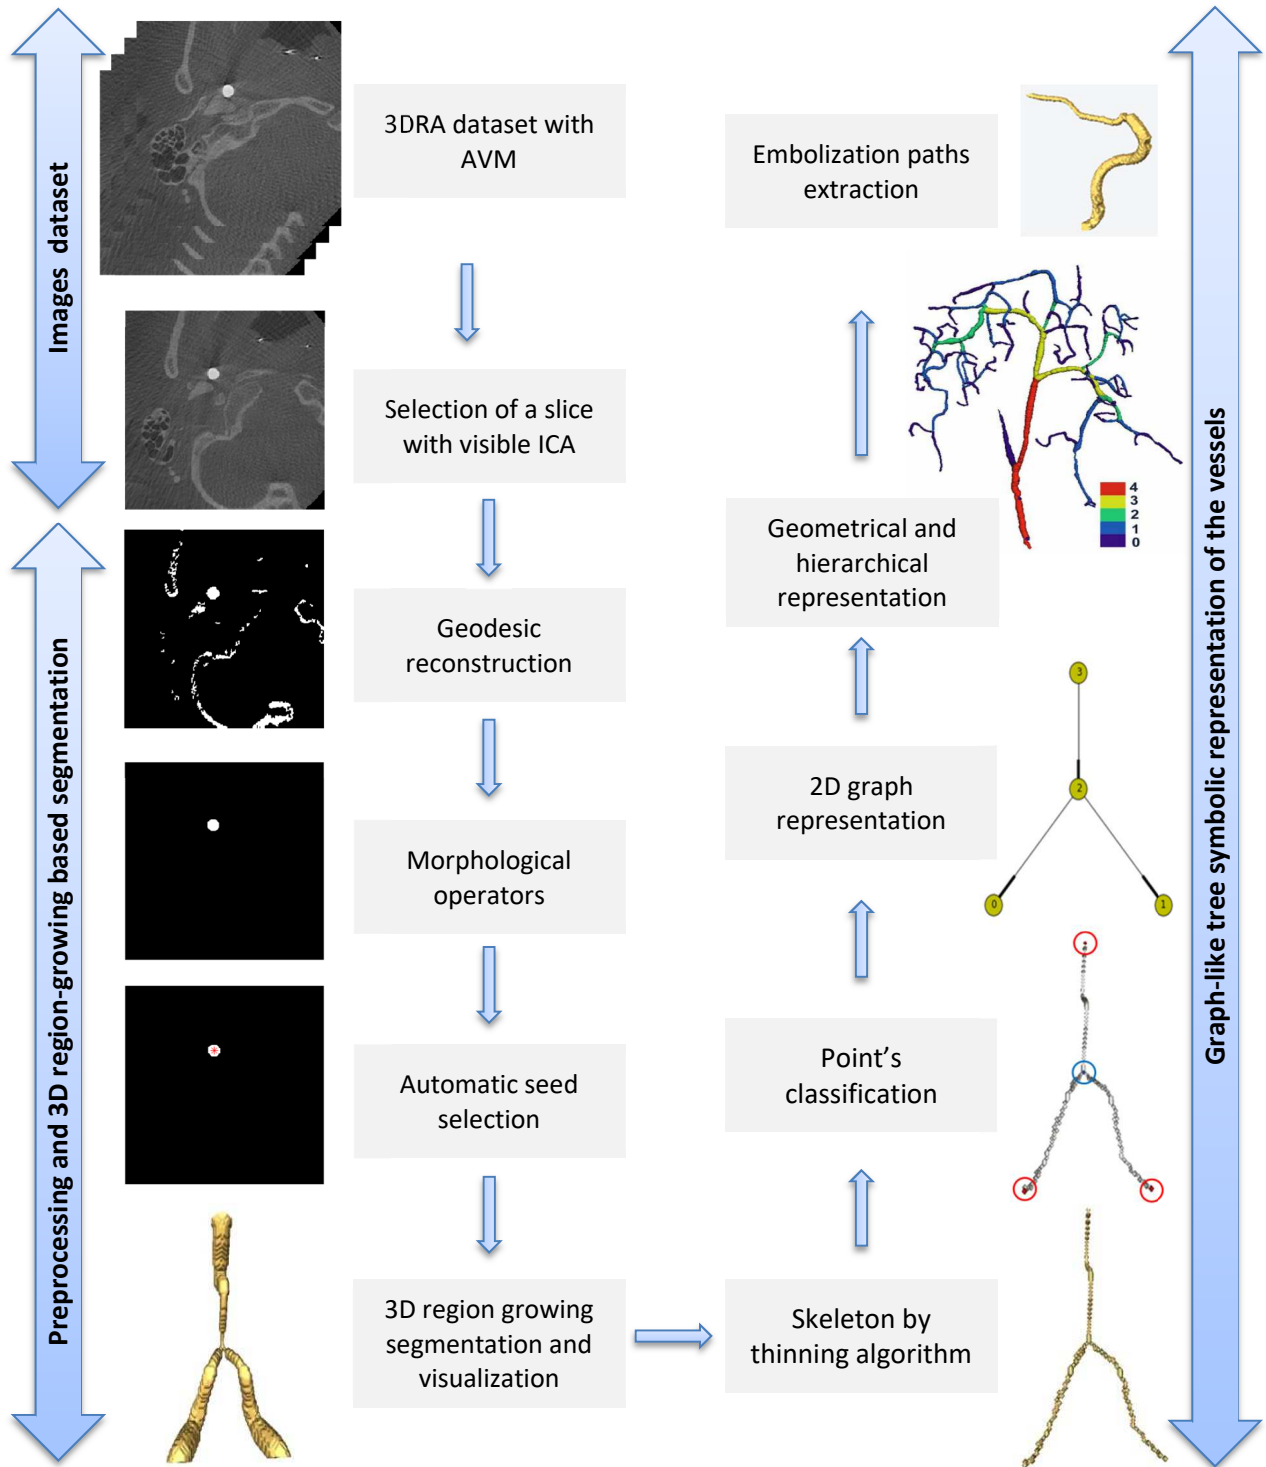 Images dataset
Preprocessing and 3D region-growing based segmentation
3DRA dataset with
AVM
Selection of a slice
with visible ICA
Geodesic
reconstruction
Morphological
operators
Automatic seed
selection
3D region growing
segmentation and
visualization
Skeleton by
thinning algorithm
Point’s
classification
2D graph
representation
Geometrical and
hierarchical
representation
Embolization paths
extraction
4
3
2
1
0
3
2
0
1
Graph-like tree symbolic representation of the vessels